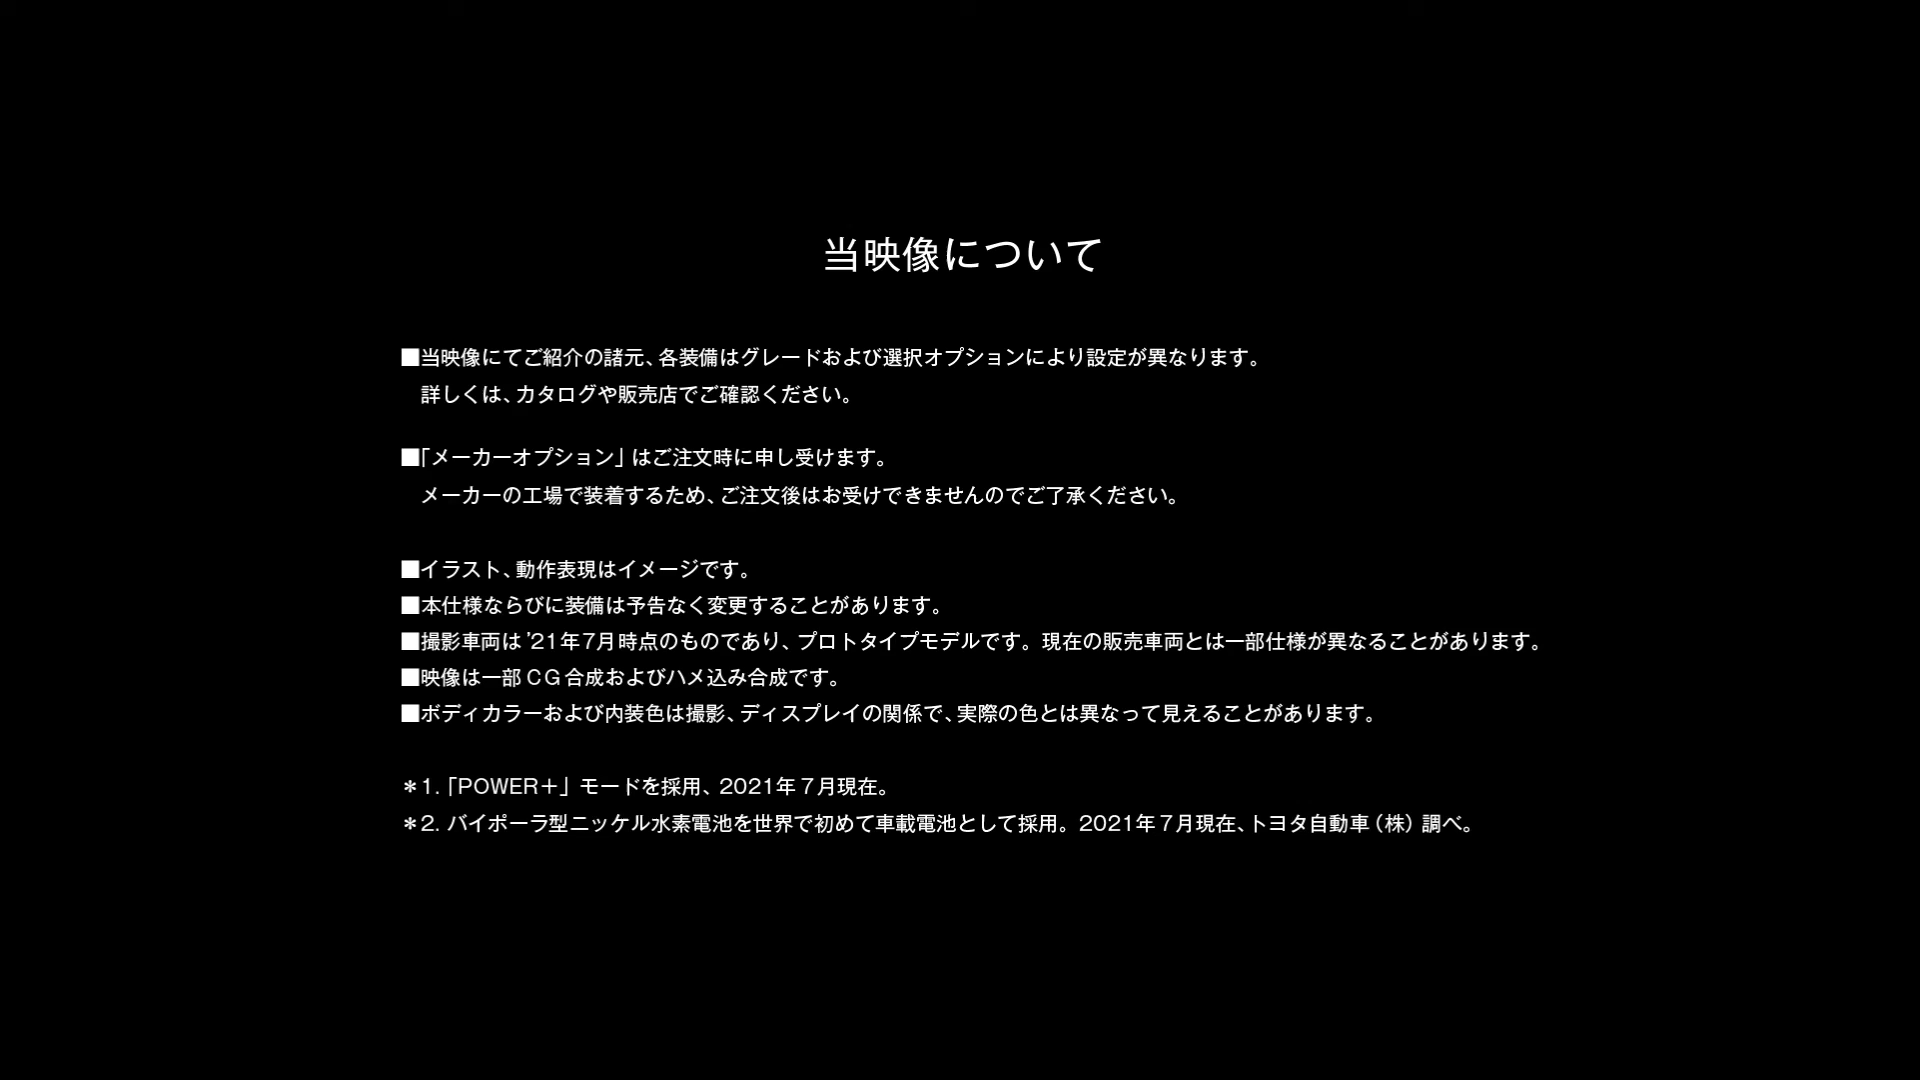 当映像について
■当映像にてご紹介の諸元、各装備はグレードおよび選択オプションにより設定が異なります。
詳しくは、カタログや販売店でご確認ください。
■「メーカーオプション」はご注文時に申し受けます。
メーカーの工場で装着するため、ご注文後はお受けできませんのでご了承ください。
■イラスト、動作表現はイメージです。
■本仕様ならびに装備は予告なく変更することがあります。
■撮影車両は’21年7月時点のものであり、プロトタイプモデルです。現在の販売車両とは一部仕様が異なることがあります。
■映像は一部CG合成およびハメ込み合成です。
■ボディカラーおよび内装色は撮影、ディスプレイの関係で、実際の色とは異なって見えることがあります。
＊1.「POWER＋」モードを採用、2021年7月現在。
＊2. バイポーラ型ニッケル水素電池を世界で初めて車載電池として採用。2021年7月現在、トヨタ自動車（株）調べ。